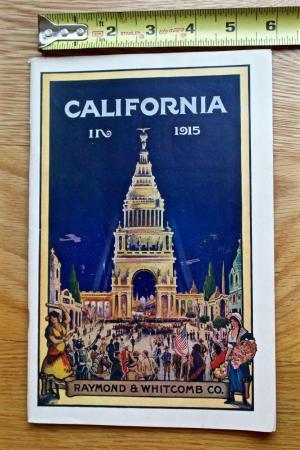 2 3 4 5 6
CALIFORNIA
IN 1915
RAYMOND & WHITCOMB CO.